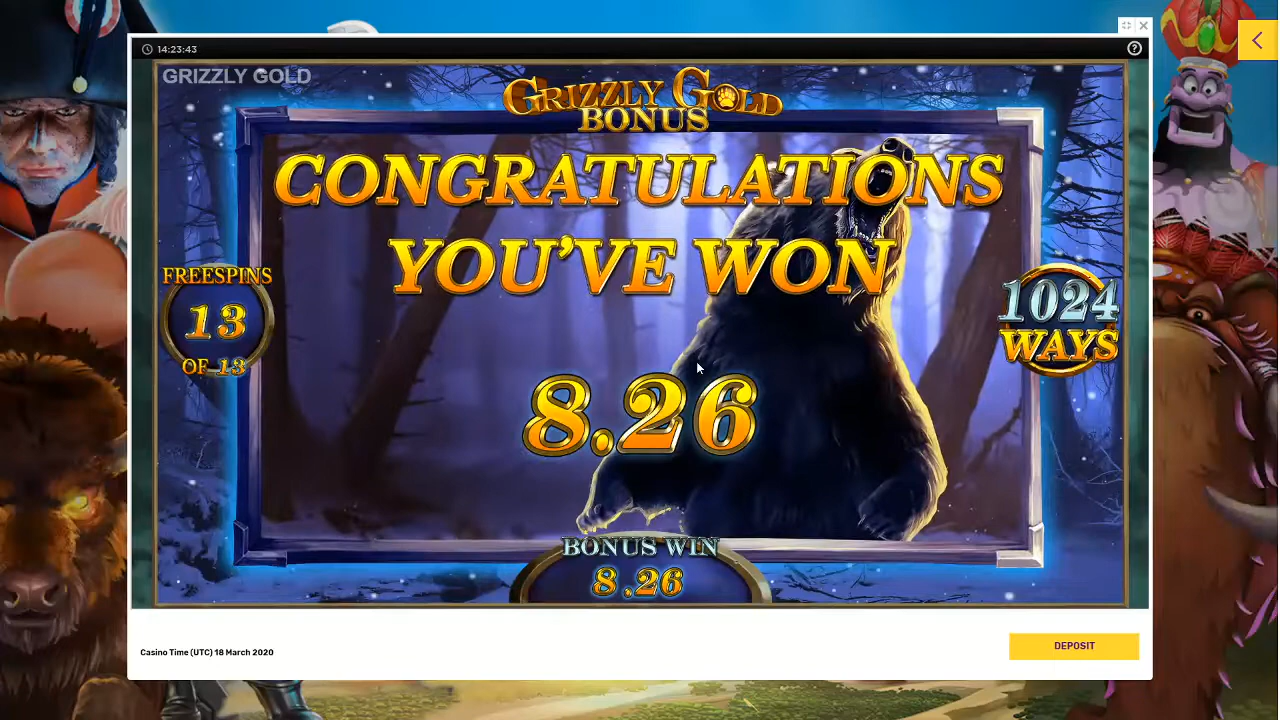 14:23:43
?
GRIZZLY GOLD
GRIZZLY GOLD
BONUS
CONGRATULATIONS
YOU'VE WON
FREESPINS
13
OF 13
1024
WAYS
8.26
BONUS WIN
8.26
Casino Time (UTC) 18 March 2020
DEPOSIT